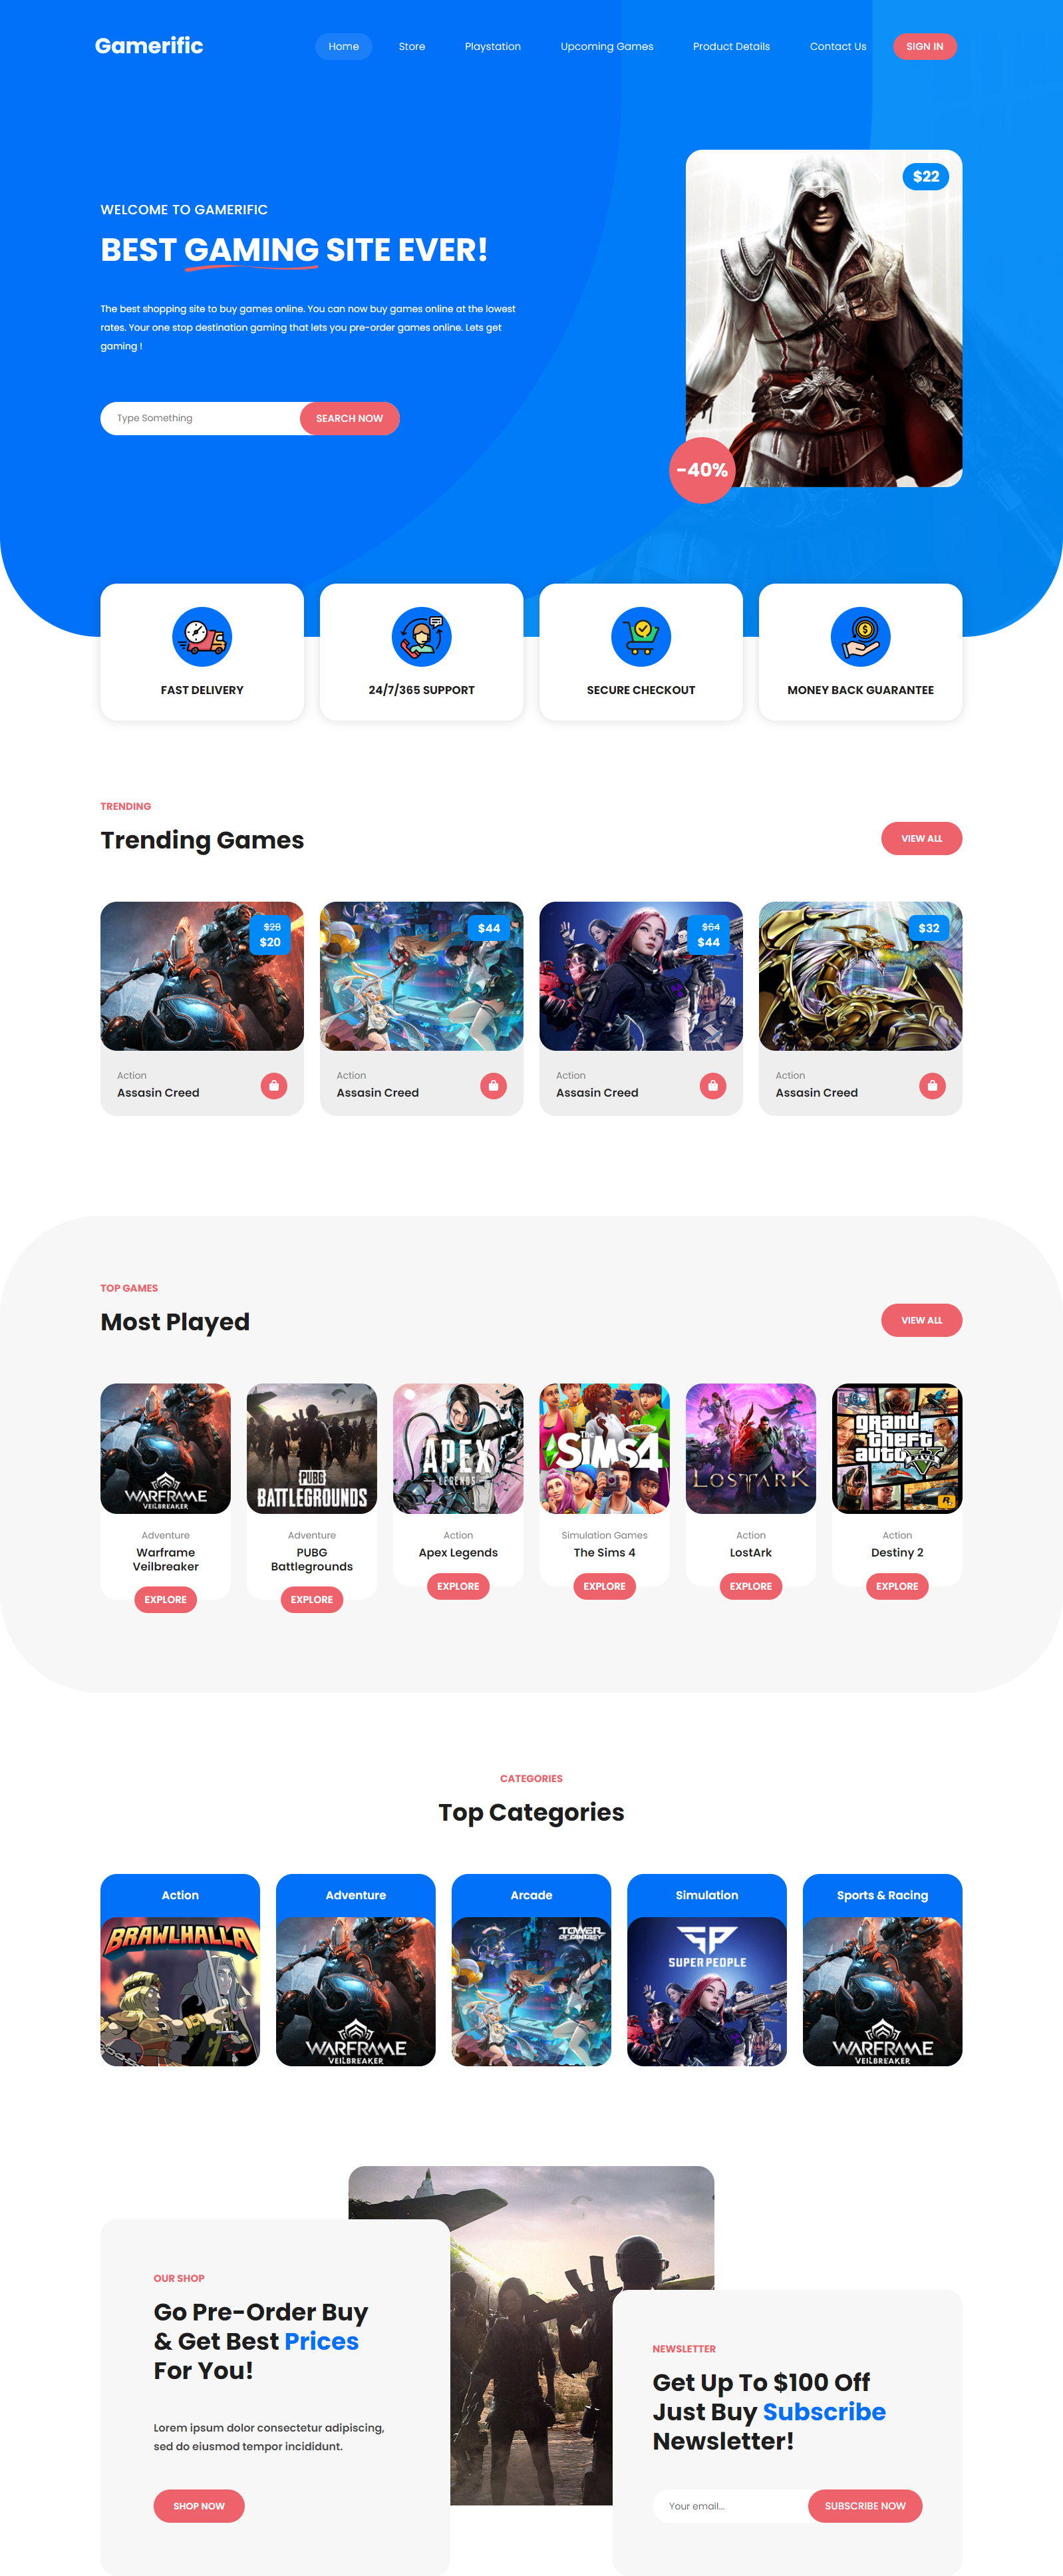 Gamerific
Home
Store
Playstation
Upcoming Games
Product Details
Contact Us
SIGN IN
WELCOME TO GAMERIFIC
BEST GAMING SITE EVER!
The best shopping site to buy games online. You can now buy games online at the lowest
rates. Your one stop destination gaming that lets you pre-order games online. Lets get
gaming !
Type Something
SEARCH NOW
$22
-40%
FAST DELIVERY
24/7/365 SUPPORT
SECURE CHECKOUT
MONEY BACK GUARANTEE
TRENDING
Trending Games
VIEW ALL
$28
$20
Action
Assasin Creed
$44
Action
Assasin Creed
$64
$44
Action
Assasin Creed
$32
Action
Assasin Creed
TOP GAMES
Most Played
VIEW ALL
WARFRAME
VEILBREAKER
Adventure
Warframe
Veilbreaker
EXPLORE
PUBG
BATTLEGROUNDS
Adventure
PUBG
Battlegrounds
EXPLORE
APEX
LEGENDS
Action
Apex Legends
EXPLORE
The
SIMS4
Simulation Games
The Sims 4
EXPLORE
LOSTARK
Action
LostArk
EXPLORE
grand
theft
auto
V
FIVE
R
Action
Destiny 2
EXPLORE
CATEGORIES
Top Categories
Action
BRAWLHALLA
Adventure
WARFRAME
VEILBREAKER
Arcade
TOWER
OF FANTASY
Simulation
SP
SUPER PEOPLE
Sports & Racing
WARFRAME
VEILBREAKER
OUR SHOP
Go Pre-Order Buy
& Get Best Prices
For You!
Lorem ipsum dolor consectetur adipiscing,
sed do eiusmod tempor incididunt.
SHOP NOW
NEWSLETTER
Get Up To $100 Off
Just Buy Subscribe
Newsletter!
Your email...
SUBSCRIBE NOW